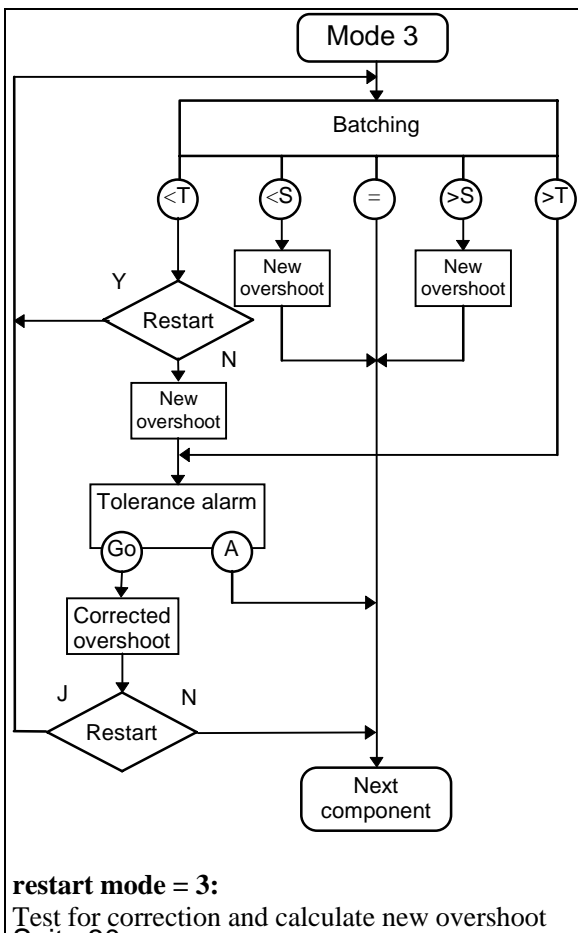 Mode 3
Batching
<T
<S
=
>S
>T
New
overshoot
New
overshoot
Y
Restart
N
New
overshoot
Tolerance alarm
Go
A
Corrected
overshoot
J
N
Restart
Next
component
restart mode = 3:
Test for correction and calculate new overshoot